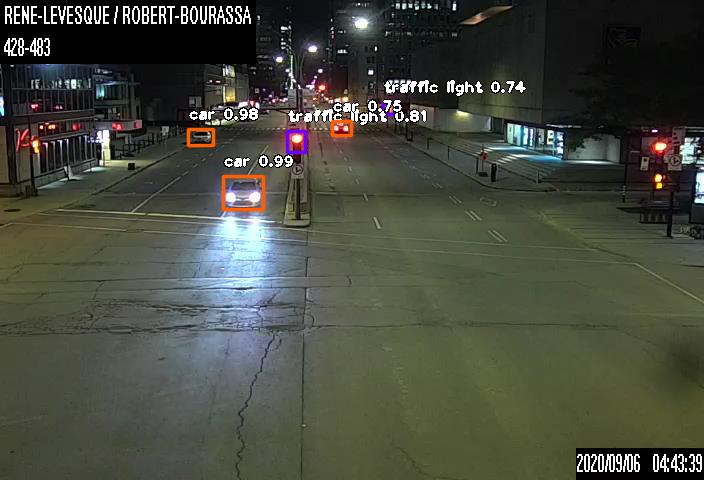 RENE-LEVESQUE / ROBERT-BOURASSA
428-483
traffic light 0.74
car 0.98
car 0.75
traffic light 0.81
car 0.99
2020/09/06 04:43:39